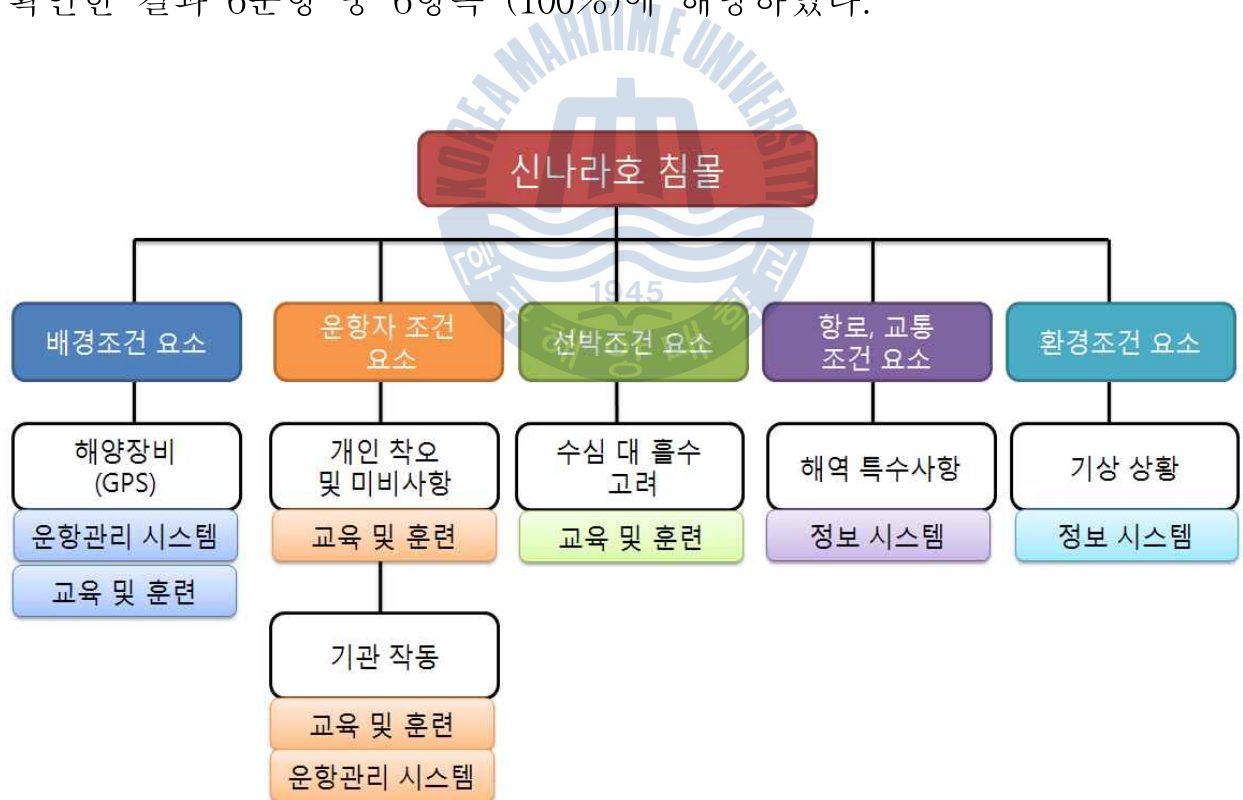 확인한 결과 6문항 중 6항목 (100%)에 해당하였다.
KOREA MARITIME UNIVERSITY
신나라호 침몰
1945
배경조건 요소
운항자 조건
요소
선박조건 요소
항로, 교통
조건 요소
환경조건 요소
해양장비
(GPS)
운항관리 시스템
교육 및 훈련
개인 착오
및 미비사항
교육 및 훈련
기관 작동
교육 및 훈련
운항관리 시스템
수심 대 흘수
고려
교육 및 훈련
해역 특수사항
정보 시스템
기상 상황
정보 시스템